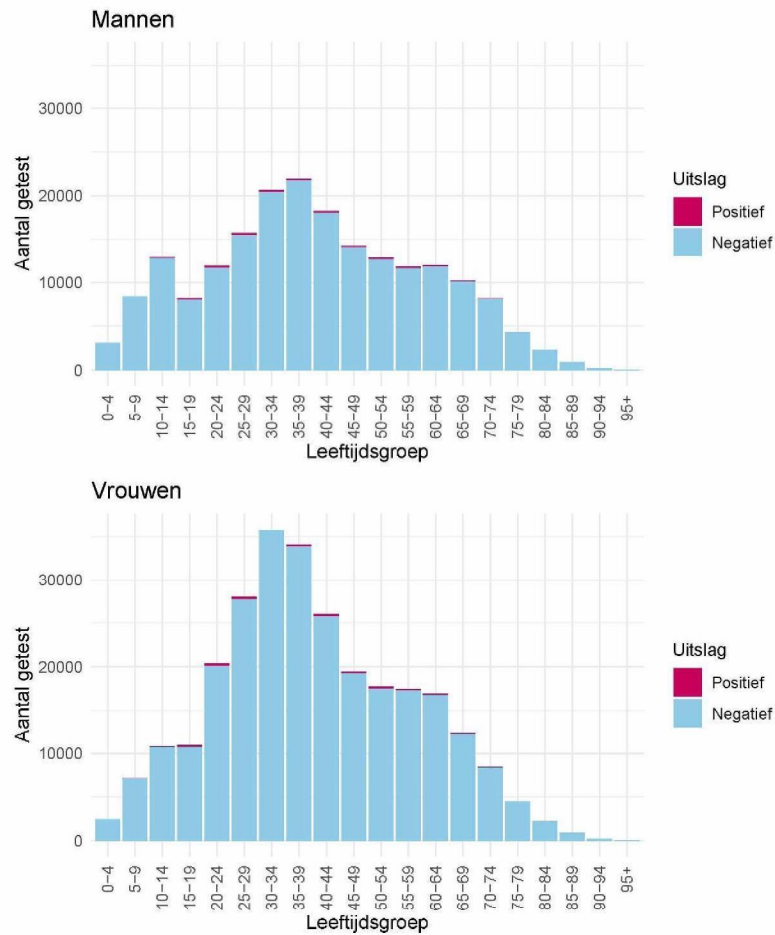 Mannen
30000
20000
10000
0
Aantal getest
0-4 5-9 10-14 15-19 20-24 25-29 30-34 35-39 40-44 45-49 50-54 55-59 60-64 65-69 70-74 75-79 80-84 85-89 90-94 95+
Leeftijdsgroep
Uitslag
Positief
Negatief
Vrouwen
30000
20000
10000
0
Aantal getest
0-4 5-9 10-14 15-19 20-24 25-29 30-34 35-39 40-44 45-49 50-54 55-59 60-64 65-69 70-74 75-79 80-84 85-89 90-94 95+
Leeftijdsgroep
Uitslag
Positief
Negatief